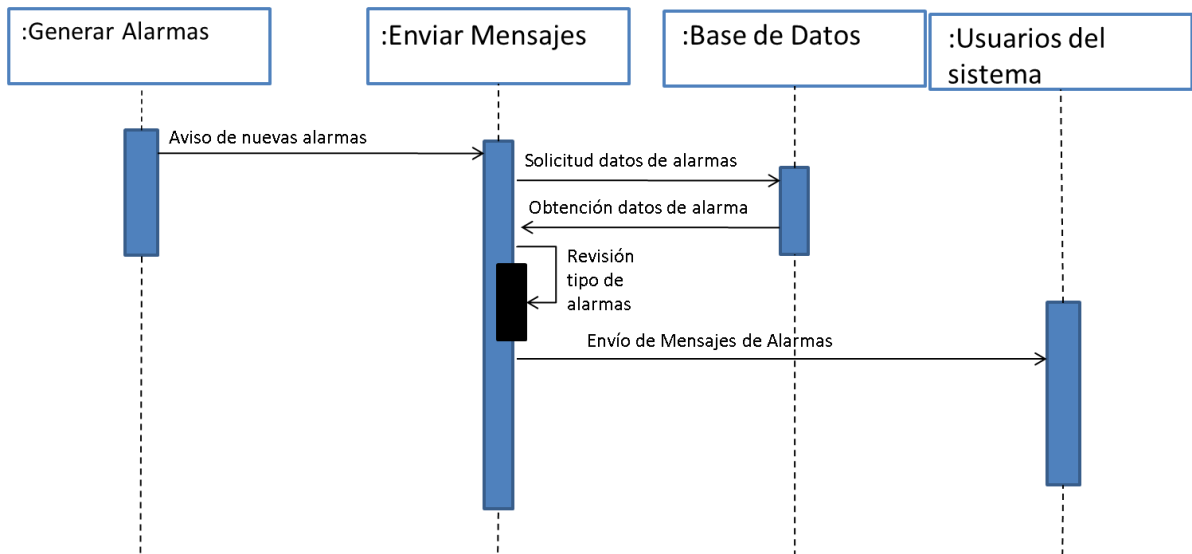 :Generar Alarmas
:Enviar Mensajes
:Base de Datos
:Usuarios del
sistema
Aviso de nuevas alarmas
Solicitud datos de alarmas
Obtención datos de alarma
Revisión
tipo de
alarmas
Envío de Mensajes de Alarmas